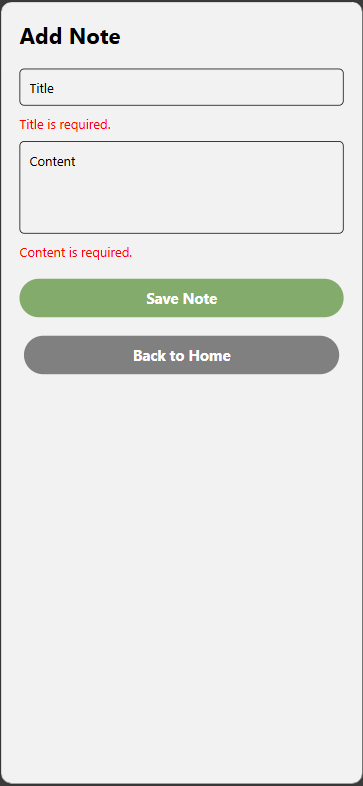 Add Note
Title
Title is required.
Content
Content is required.
Save Note
Back to Home